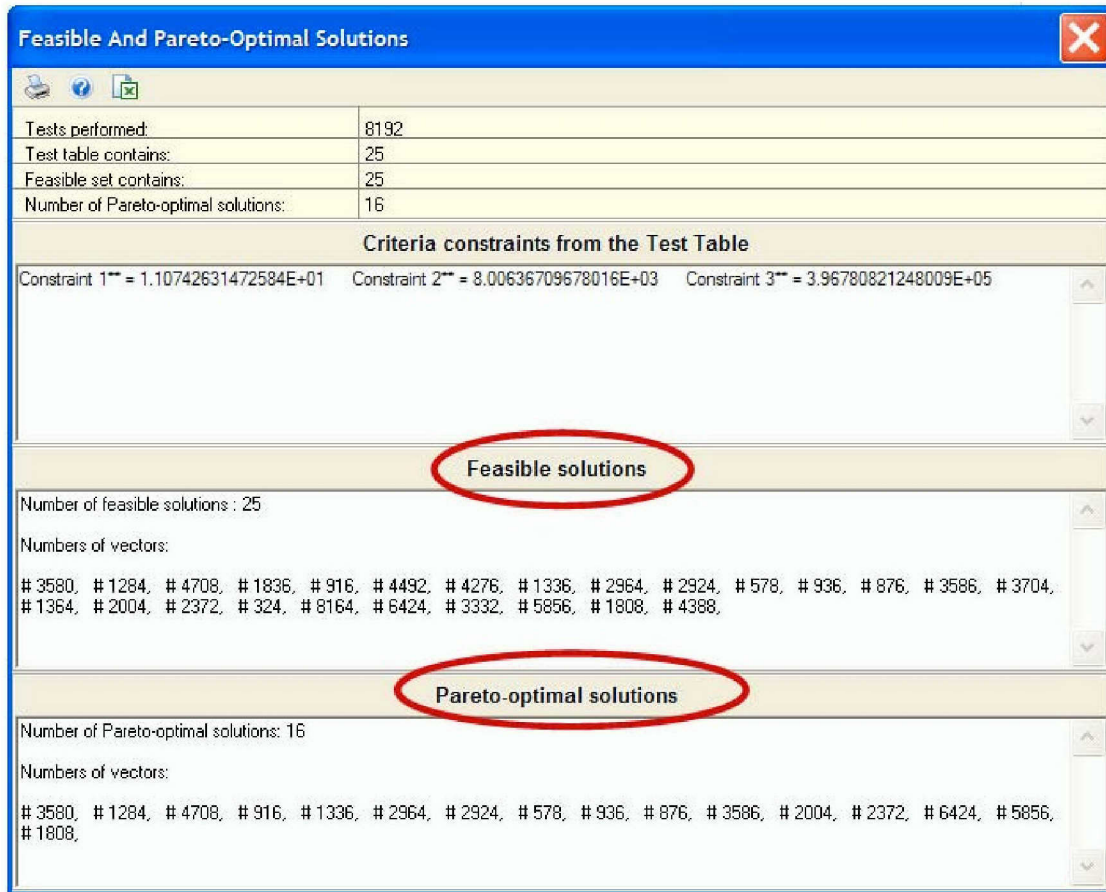 Feasible And Pareto-Optimal Solutions
Tests performed: 8192
Test table contains: 25
Feasible set contains: 25
Number of Pareto-optimal solutions: 16
Criteria constraints from the Test Table
Constraint 1** = 1.10742631472584E+01 Constraint 2** = 8.00636709678016E+03 Constraint 3** = 3.96780821248009E+05
Feasible solutions
Number of feasible solutions : 25
Numbers of vectors:
# 3580, # 1284, # 4708, # 1836, # 916, # 4492, # 4276, # 1336, # 2964, # 2924, # 578, # 936, # 876, # 3586, # 3704,
# 1364, # 2004, # 2372, # 324, # 8164, # 6424, # 3332, # 5856, # 1808, # 4388,
Pareto-optimal solutions
Number of Pareto-optimal solutions: 16
Numbers of vectors:
# 3580, # 1284, # 4708, # 916, # 1336, # 2964, # 2924, # 578, # 936, # 876, # 3586, # 2004, # 2372, # 6424, # 5856,
# 1808,